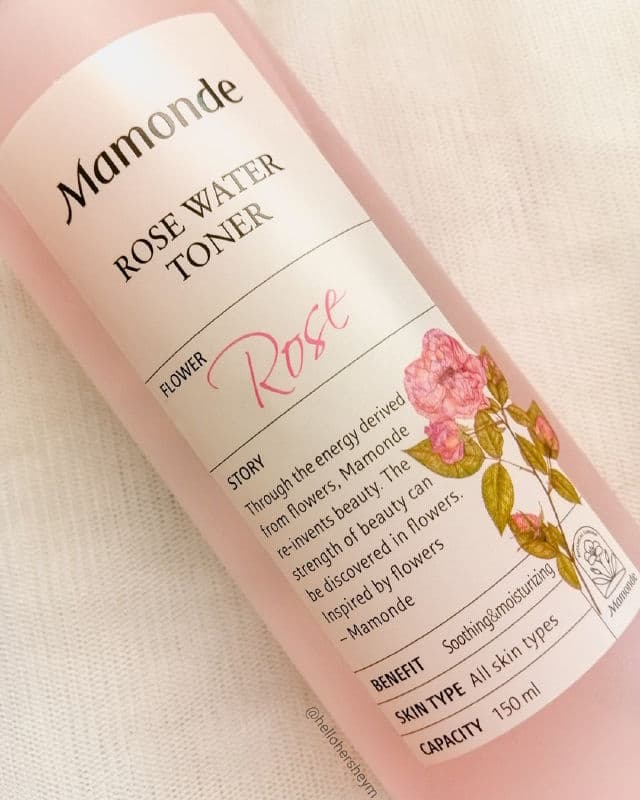 Mamonde
ROSE WATER
TONER
FLOWER Rose
STORY
Through the energy derived
from flowers, Mamonde
re-invents beauty. The
strength of beauty can
be discovered in flowers.
Inspired by flowers
– Mamonde
BENEFIT Soothing&moisturizing
SKIN TYPE All skin types
CAPACITY 150 ml
Mamonde
@hellohersheym